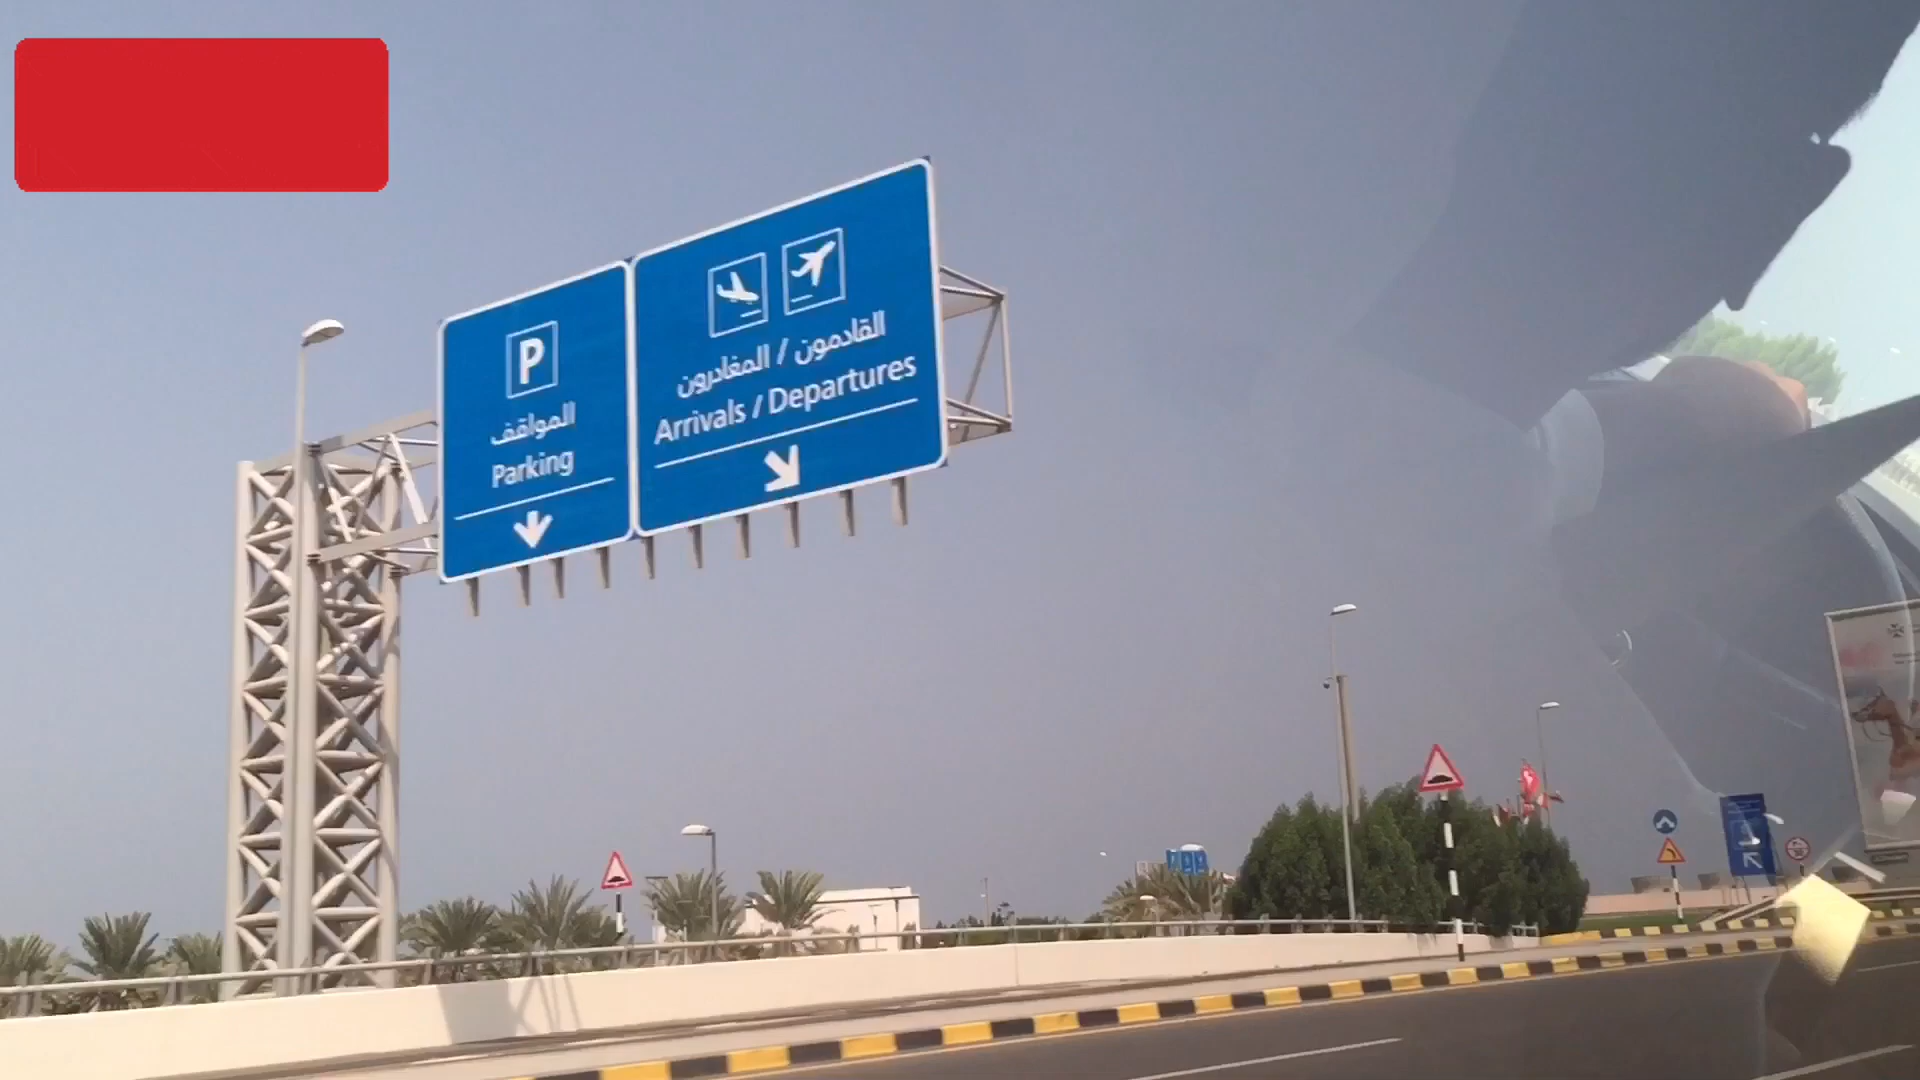 P
المواقف
Parking
القادمون / المغادرون
Arrivals / Departures